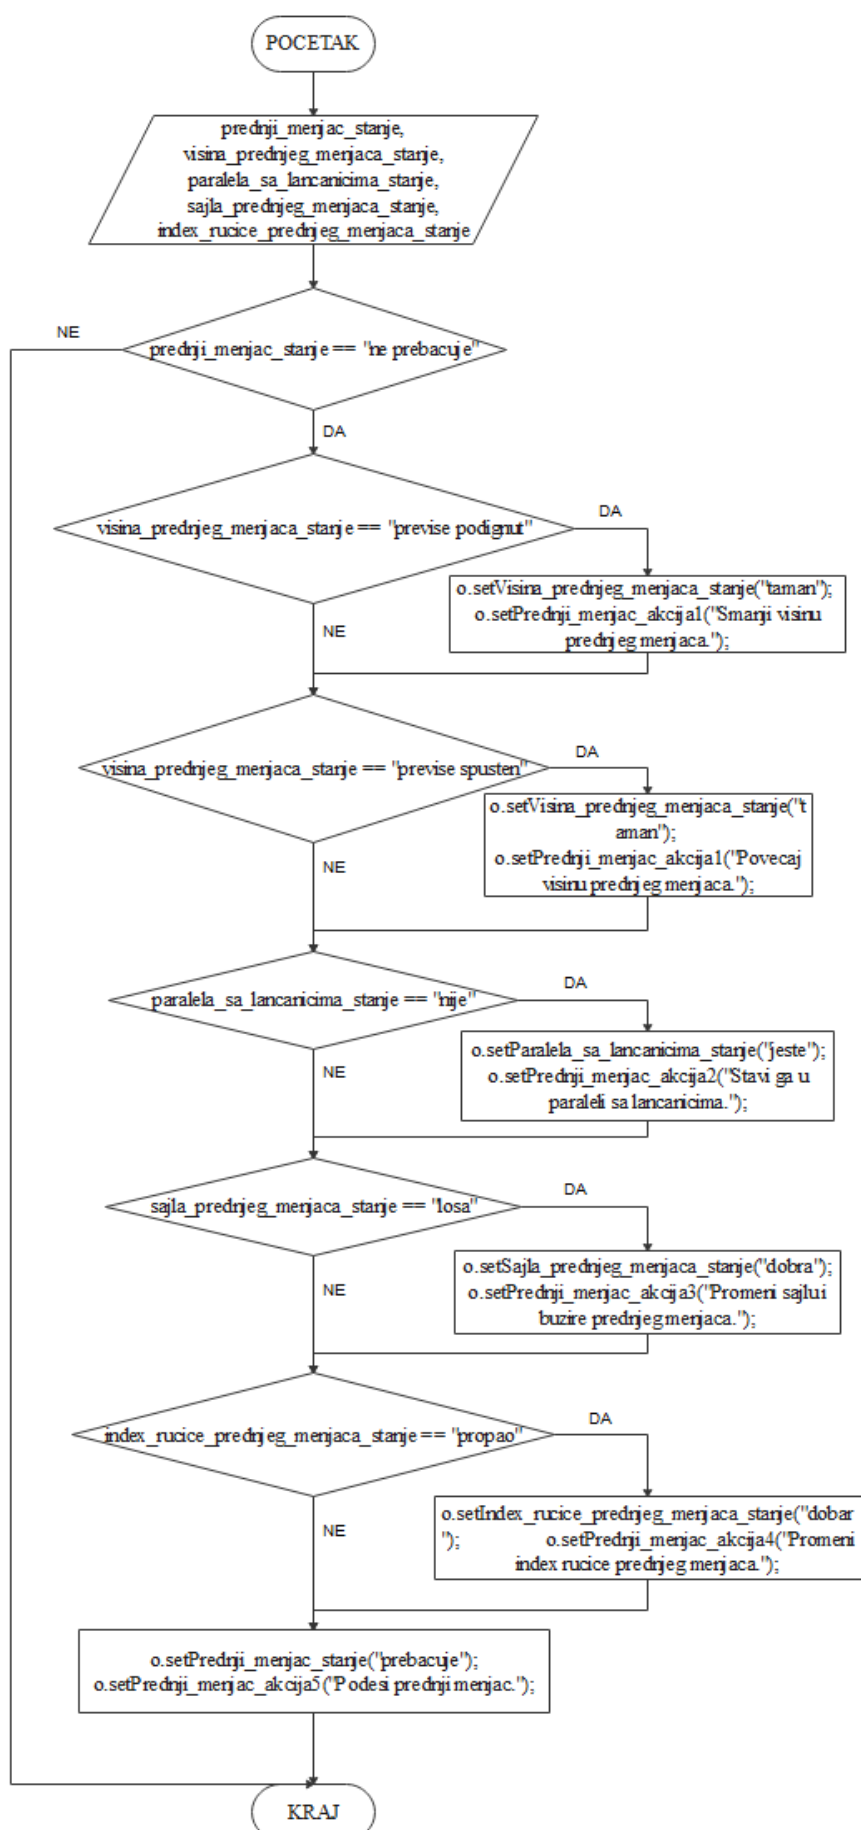 POCETAK
prednji_menjac_stanje,
visina_prednjeg_menjaca_stanje,
paralela_sa_lancanicima_stanje,
sajla_prednjeg_menjaca_stanje,
index_rucice_prednjeg_menjaca_stanje
NE
prednji_menjac_stanje == "ne prebacuje"
DA
visina_prednjeg_menjaca_stanje == "previse podignut"
DA
o.setVisina_prednjeg_menjaca_stanje("taman");
o.setPrednji_menjac_akcija1("Smanji visinu
prednjeg menjaca.");
NE
visina_prednjeg_menjaca_stanje == "previse spusten"
DA
o.setVisina_prednjeg_menjaca_stanje("t
aman");
o.setPrednji_menjac_akcija1("Povecaj
visinu prednjeg menjaca.");
NE
paralela_sa_lancanicima_stanje == "nije"
DA
o.setParalela_sa_lancanicima_stanje("jeste");
o.setPrednji_menjac_akcija2("Stavi ga u
paraleli sa lancanicima.");
NE
sajla_prednjeg_menjaca_stanje == "losa"
DA
o.setSajla_prednjeg_menjaca_stanje("dobra");
o.setPrednji_menjac_akcija3("Promeni sajlu i
buzire prednjeg menjaca.");
NE
index_rucice_prednjeg_menjaca_stanje == "propao"
DA
o.setIndex_rucice_prednjeg_menjaca_stanje("dobar
"); o.setPrednji_menjac_akcija4("Promeni
index rucice prednjeg menjaca.");
NE
o.setPrednji_menjac_stanje("prebacuje");
o.setPrednji_menjac_akcija5("Podesi prednji menjac.");
KRAJ